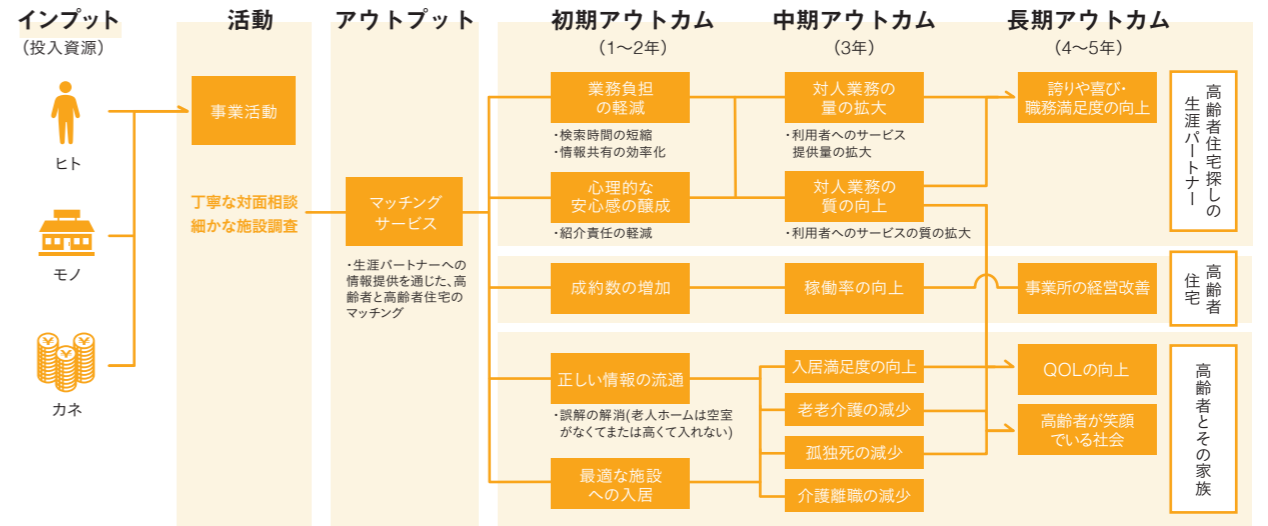 インプット
（投入資源）
ヒト
モノ
カネ
活動
事業活動
丁寧な対面相談
細かな施設調査
アウトプット
マッチング
サービス
・生涯パートナーへの
情報提供を通じた、高
齢者と高齢者住宅の
マッチング
初期アウトカム
（1〜2年）
業務負担
の軽減
・検索時間の短縮
・情報共有の効率化
心理的な
安心感の醸成
・紹介責任の軽減
成約数の増加
正しい情報の流通
・誤解の解消(老人ホームは空室
がなくてまたは高くて入れない)
最適な施設
への入居
中期アウトカム
（3年）
対人業務の
量の拡大
・利用者へのサービス
提供量の拡大
対人業務の
質の向上
・利用者へのサービスの質の拡大
稼働率の向上
入居満足度の向上
老老介護の減少
孤独死の減少
介護離職の減少
長期アウトカム
（4〜5年）
誇りや喜び・
職務満足度の向上
事業所の経営改善
QOLの向上
高齢者が笑顔
でいる社会
高齢者住宅探しの
生涯パートナー
高齢者
住宅
高齢者とその家族
¥
¥
¥